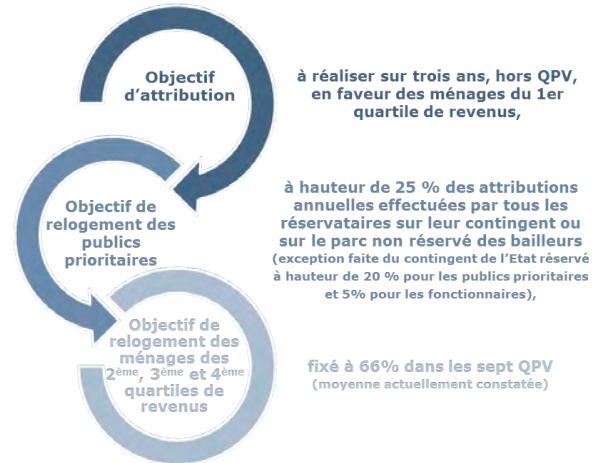 Objectif
d'attribution
à réaliser sur trois ans, hors QPV,
en faveur des ménages du 1er
quartile de revenus,
Objectif de
relogement des
publics
prioritaires
à hauteur de 25 % des attributions
annuelles effectuées par tous les
réservataires sur leur contingent ou
sur le parc non réservé des bailleurs
(exception faite du contingent de l'Etat réservé
à hauteur de 20 % pour les publics prioritaires
et 5% pour les fonctionnaires),
Objectif de
relogement des
ménages des
2ème, 3ème et 4ème
quartiles de
revenus
fixé à 66% dans les sept QPV
(moyenne actuellement constatée)